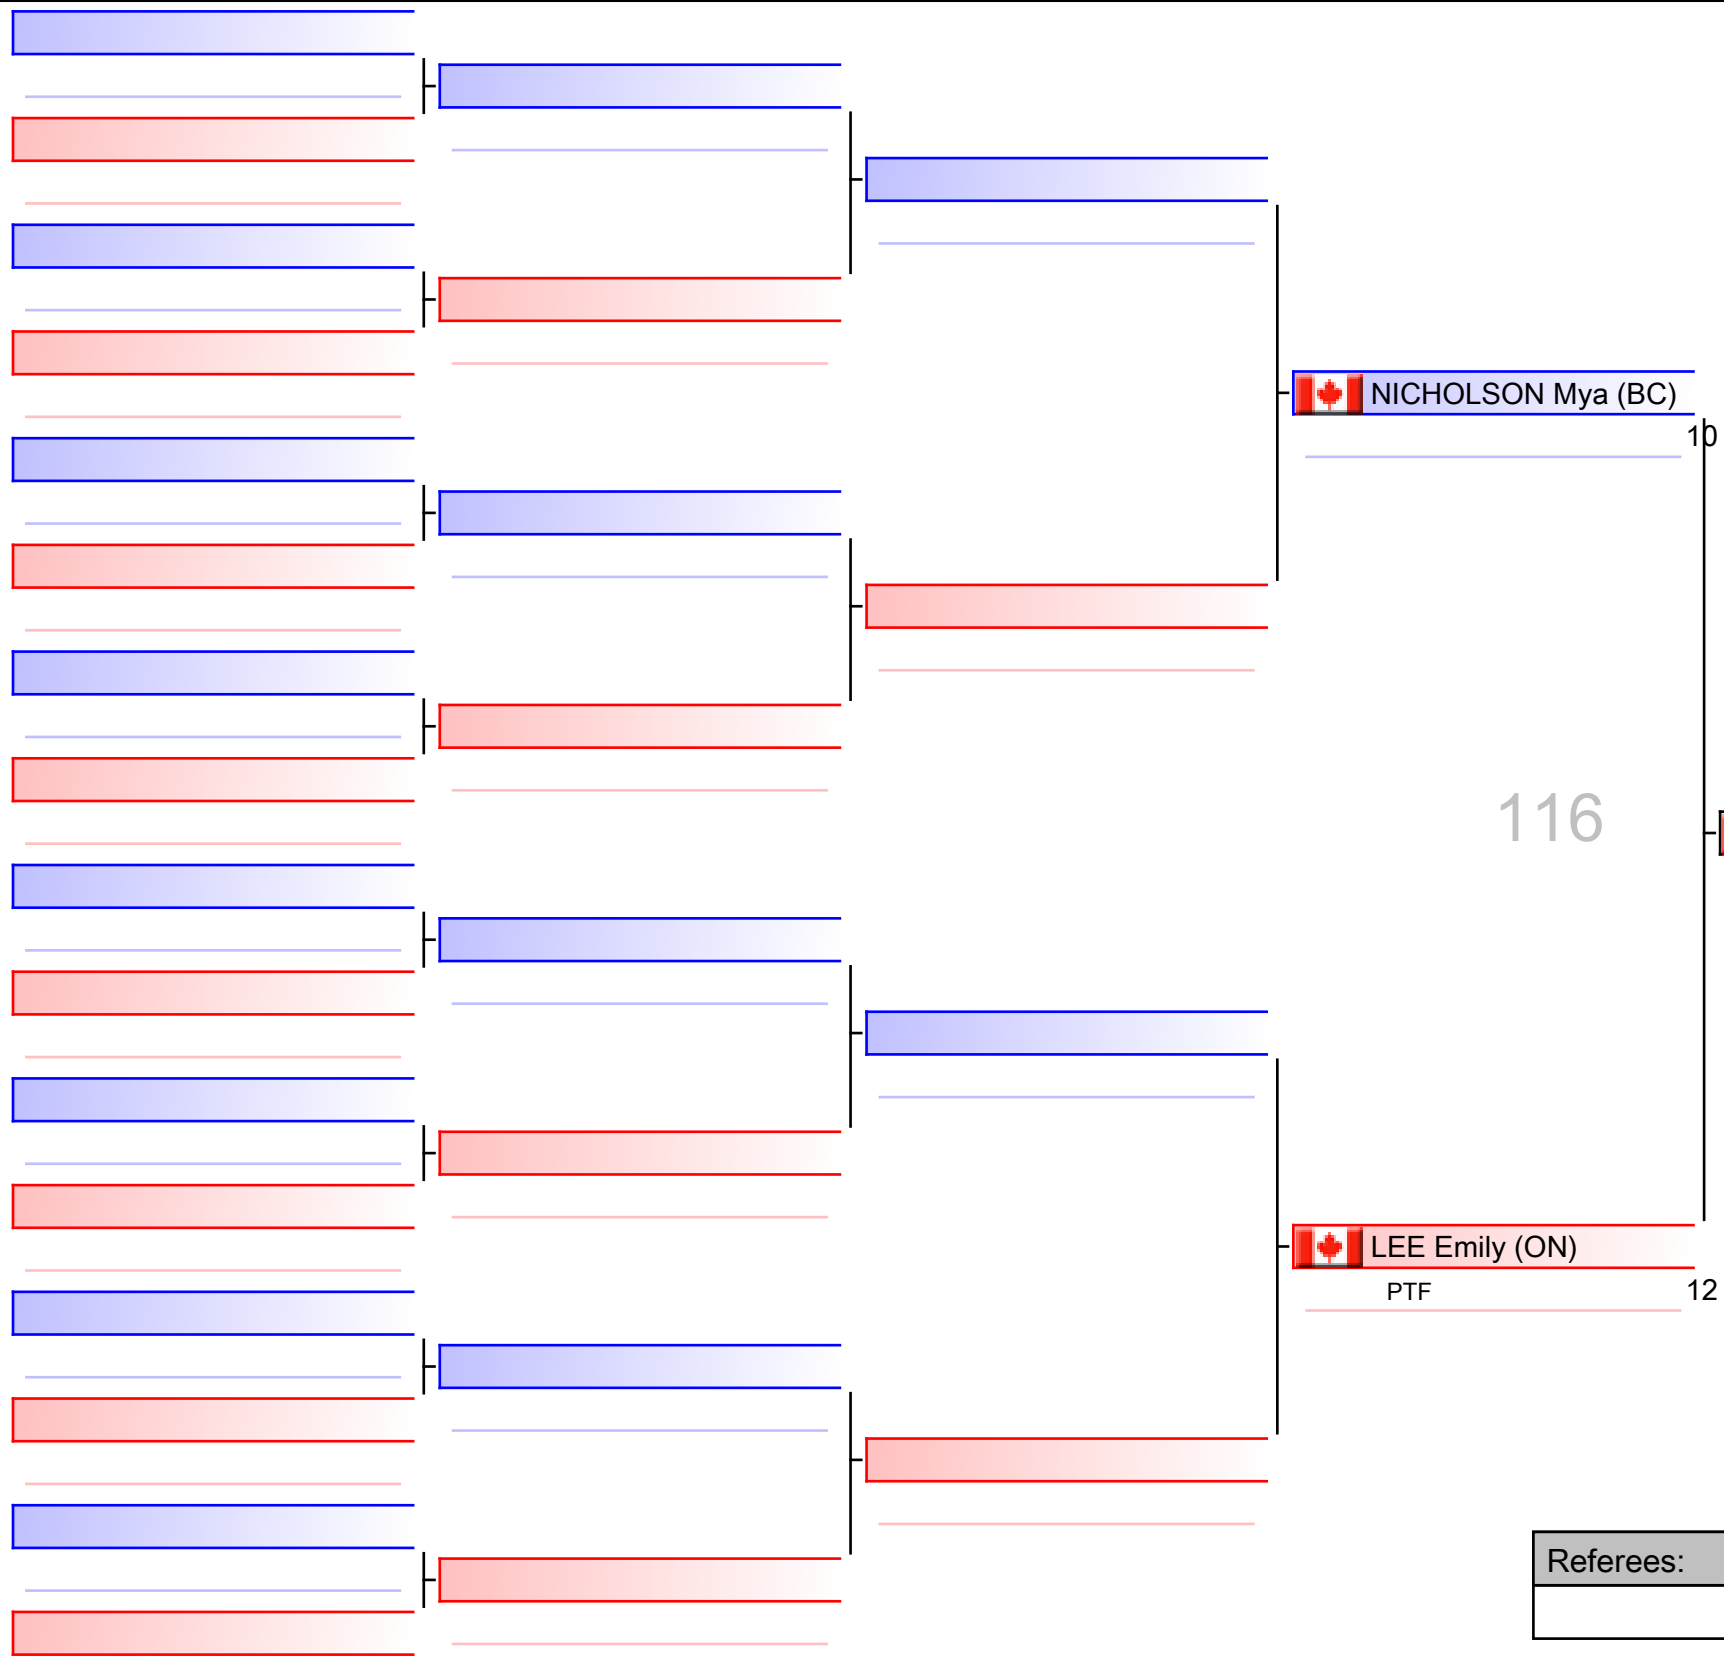 NICHOLSON Mya (BC)
10
116
LEE Emily (ON)
PTF 12
Referees: